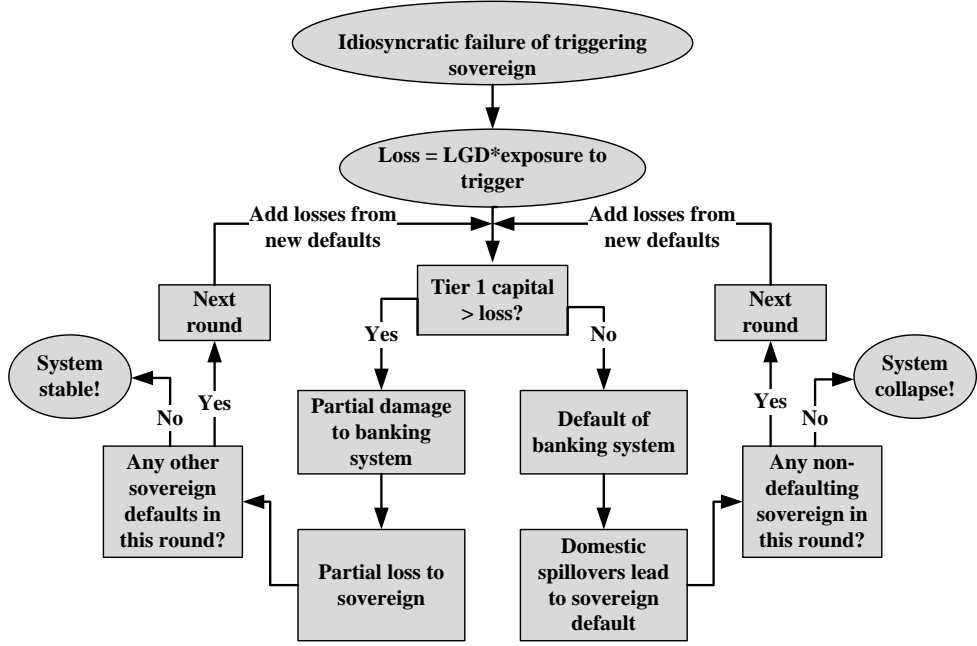 Idiosyncratic failure of triggering
sovereign
Loss = LGD*exposure to
trigger
Add losses from
new defaults
Add losses from
new defaults
Tier 1 capital
> loss?
Next
round
Next
round
Yes
No
System
stable!
System
collapse!
No
Yes
Yes
No
Partial damage
to banking
system
Default of
banking system
Any other
sovereign
defaults in
this round?
Any non-
defaulting
sovereign in
this round?
Partial loss to
sovereign
Domestic
spillovers lead
to sovereign
default